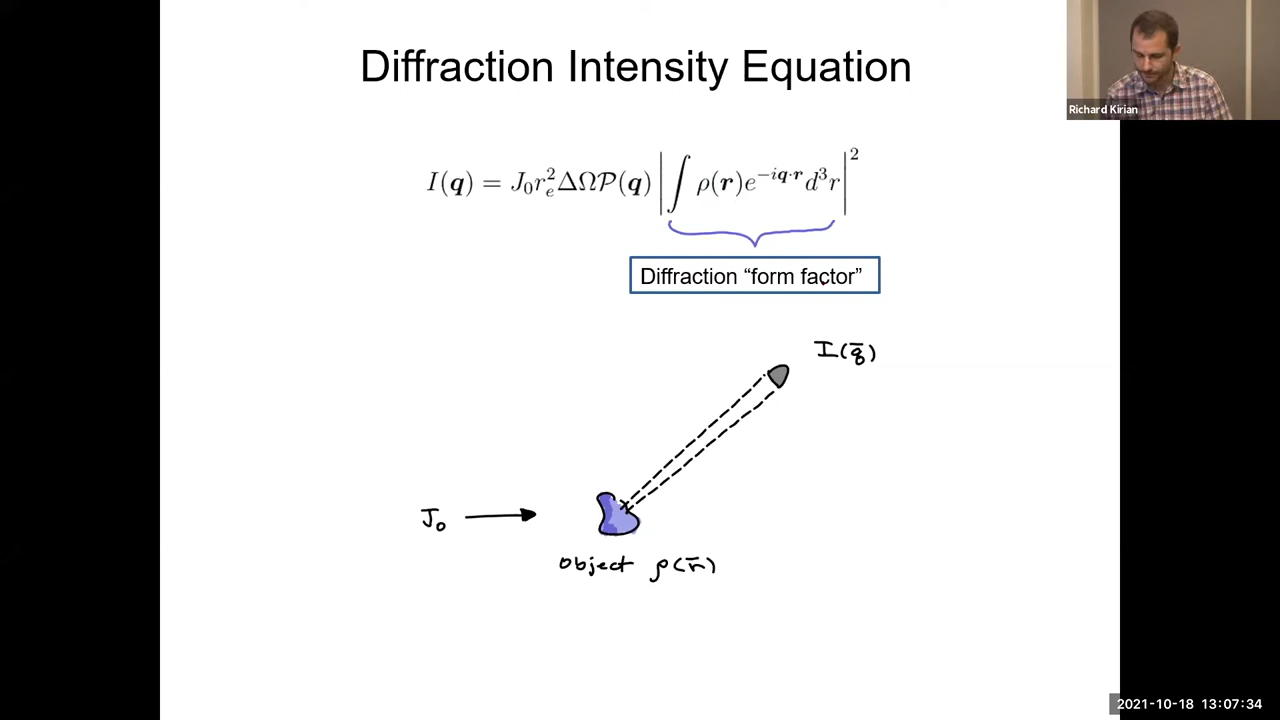 Diffraction Intensity Equation
Richard Kirian
I(q) = J₀rₑ²ΔΩ𝒫(q) |∫ ρ(r)e^{−iq·r}d³r|²
Diffraction “form factor”
I(q̄)
J₀
object ρ(r̄)
2021-10-18 13:07:34